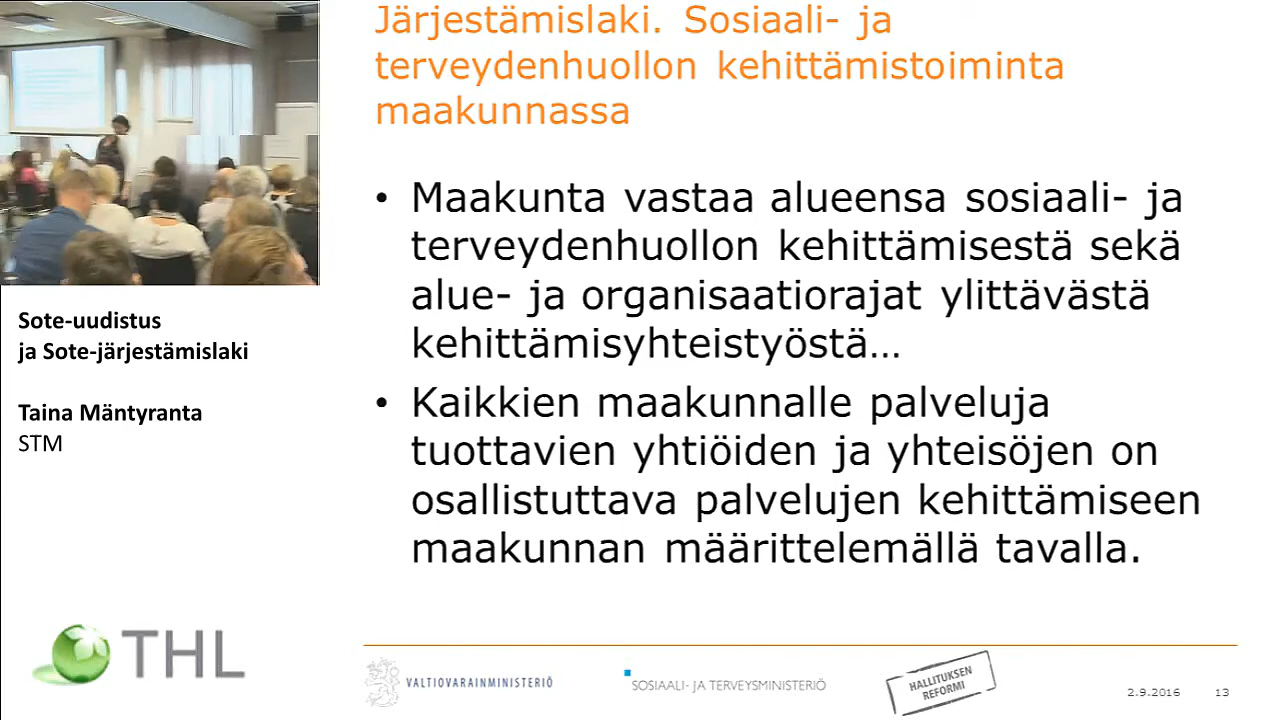 Järjestämislaki. Sosiaali- ja
terveydenhuollon kehittämistoiminta
maakunnassa
• Maakunta vastaa alueensa sosiaali- ja
terveydenhuollon kehittämisestä sekä
alue- ja organisaatiorajat ylittävästä
kehittämisyhteistyöstä…
• Kaikkien maakunnalle palveluja
tuottavien yhtiöiden ja yhteisöjen on
osallistuttava palvelujen kehittämiseen
maakunnan määrittelemällä tavalla.
Sote-uudistus
ja Sote-järjestämislaki
Taina Mäntyranta
STM
THL
VALTIOVARAINMINISTERIÖ
SOSIAALI- JA TERVEYSMINISTERIÖ
HALLITUKSEN
REFORMI
2.9.2016 13